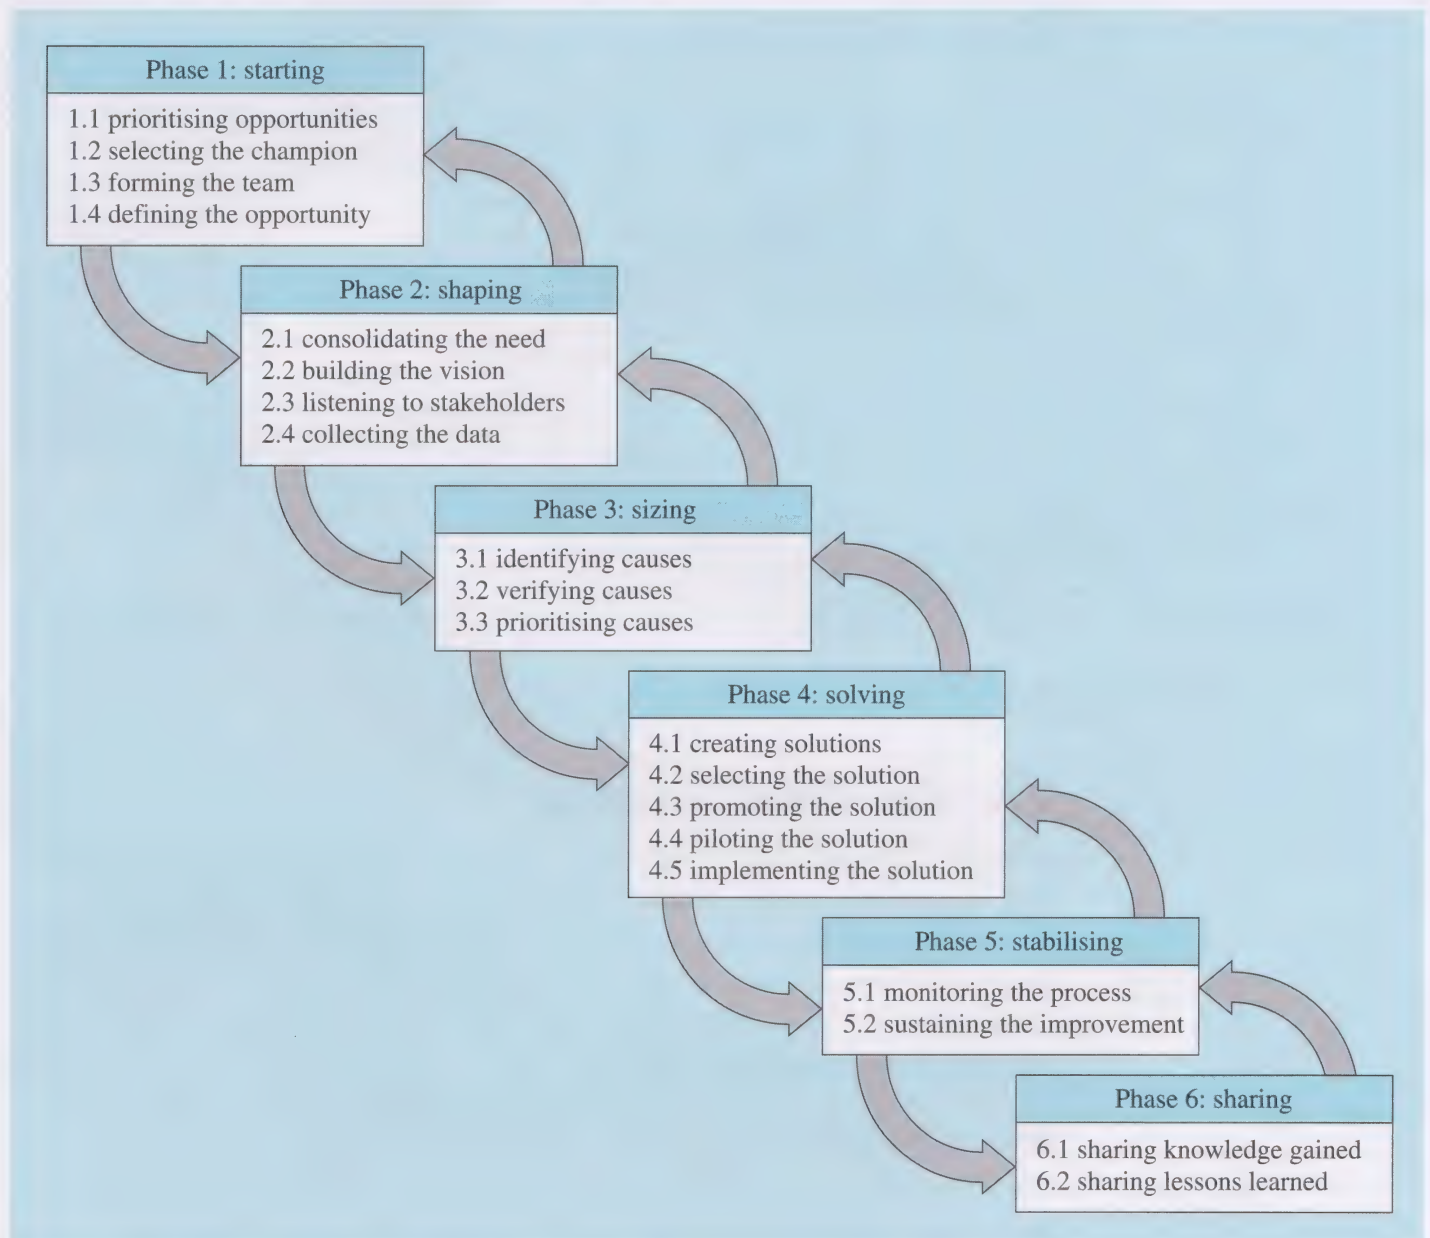 Phase 1: starting
1.1 prioritising opportunities
1.2 selecting the champion
1.3 forming the team
1.4 defining the opportunity
Phase 2: shaping
2.1 consolidating the need
2.2 building the vision
2.3 listening to stakeholders
2.4 collecting the data
Phase 3: sizing
3.1 identifying causes
3.2 verifying causes
3.3 prioritising causes
Phase 4: solving
4.1 creating solutions
4.2 selecting the solution
4.3 promoting the solution
4.4 piloting the solution
4.5 implementing the solution
Phase 5: stabilising
5.1 monitoring the process
5.2 sustaining the improvement
Phase 6: sharing
6.1 sharing knowledge gained
6.2 sharing lessons learned